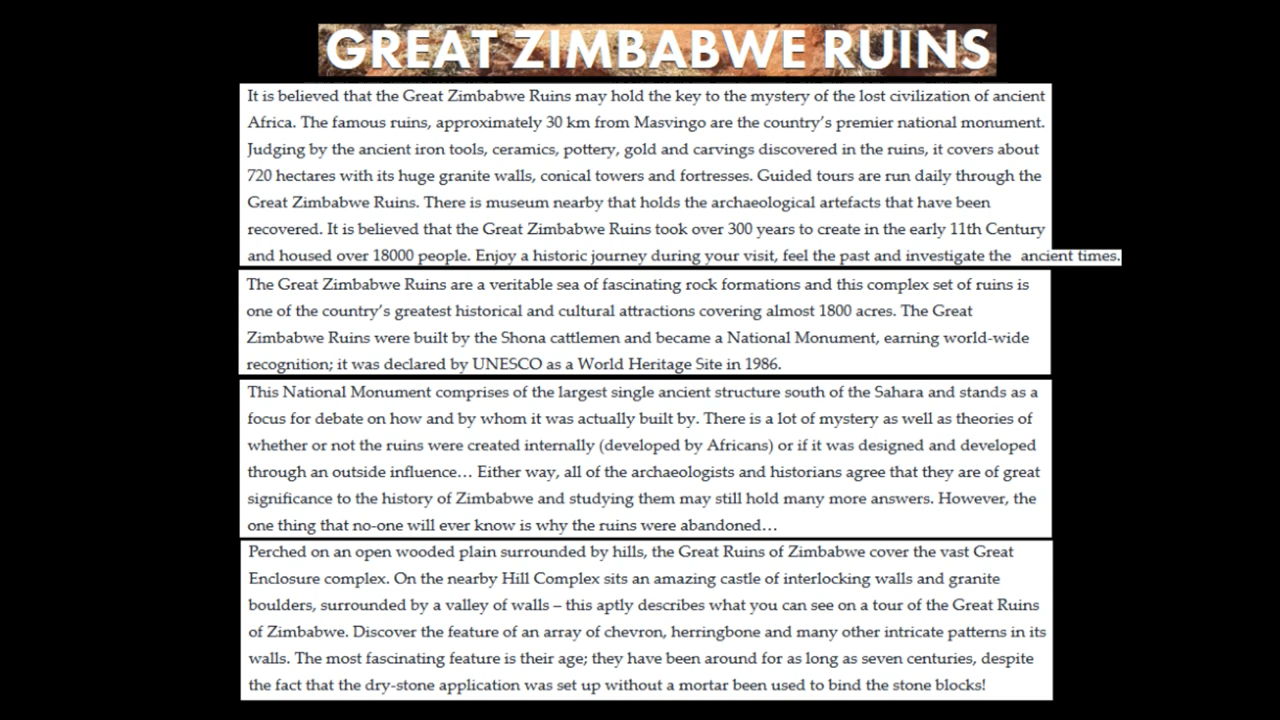 GREAT ZIMBABWE RUINS
It is believed that the Great Zimbabwe Ruins may hold the key to the mystery of the lost civilization of ancient
Africa. The famous ruins, approximately 30 km from Masvingo are the country's premier national monument.
Judging by the ancient iron tools, ceramics, pottery, gold and carvings discovered in the ruins, it covers about
720 hectares with its huge granite walls, conical towers and fortresses. Guided tours are run daily through the
Great Zimbabwe Ruins. There is museum nearby that holds the archaeological artefacts that have been
recovered. It is believed that the Great Zimbabwe Ruins took over 300 years to create in the early 11th Century
and housed over 18000 people. Enjoy a historic journey during your visit, feel the past and investigate the ancient times.
The Great Zimbabwe Ruins are a veritable sea of fascinating rock formations and this complex set of ruins is
one of the country's greatest historical and cultural attractions covering almost 1800 acres. The Great
Zimbabwe Ruins were built by the Shona cattlemen and became a National Monument, earning world-wide
recognition; it was declared by UNESCO as a World Heritage Site in 1986.
This National Monument comprises of the largest single ancient structure south of the Sahara and stands as a
focus for debate on how and by whom it was actually built by. There is a lot of mystery as well as theories of
whether or not the ruins were created internally (developed by Africans) or if it was designed and developed
through an outside influence… Either way, all of the archaeologists and historians agree that they are of great
significance to the history of Zimbabwe and studying them may still hold many more answers. However, the
one thing that no-one will ever know is why the ruins were abandoned…
Perched on an open wooded plain surrounded by hills, the Great Ruins of Zimbabwe cover the vast Great
Enclosure complex. On the nearby Hill Complex sits an amazing castle of interlocking walls and granite
boulders, surrounded by a valley of walls – this aptly describes what you can see on a tour of the Great Ruins
of Zimbabwe. Discover the feature of an array of chevron, herringbone and many other intricate patterns in its
walls. The most fascinating feature is their age; they have been around for as long as seven centuries, despite
the fact that the dry-stone application was set up without a mortar been used to bind the stone blocks!